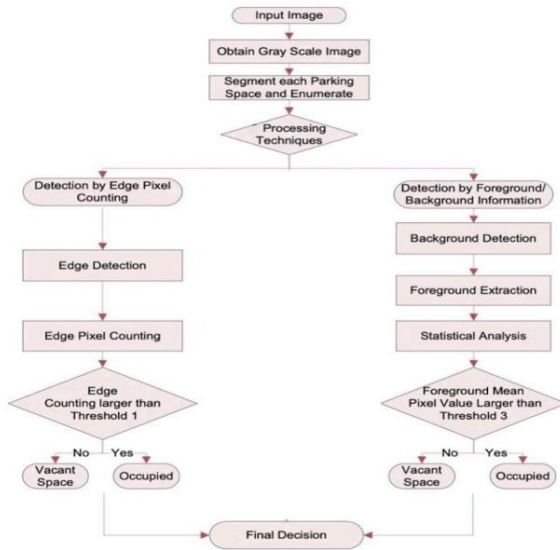 Input Image
Obtain Gray Scale Image
Segment each Parking
Space and Enumerate
Processing
Techniques
Detection by Edge Pixel
Counting
Edge Detection
Edge Pixel Counting
Edge
Counting larger than
Threshold 1
No Yes
Vacant
Space
Occupied
Detection by Foreground/
Background Information
Background Detection
Foreground Extraction
Statistical Analysis
Foreground Mean
Pixel Value Larger than
Threshold 3
No Yes
Vacant
Space
Occupied
Final Decision